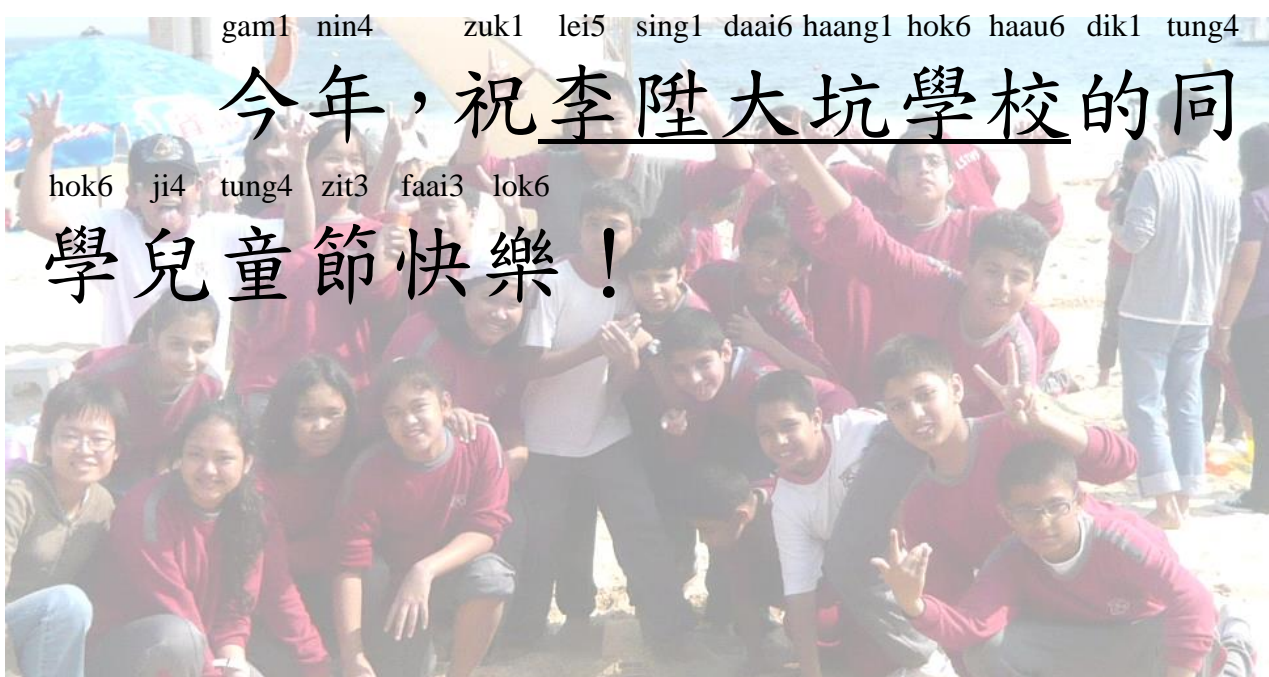 gam1 nin4 zuk1 lei5 sing1 daai6 haang1 hok6 haau6 dik1 tung4
今年，祝李陞大坑學校的同
hok6 ji4 tung4 zit3 faai3 lok6
學兒童節快樂！